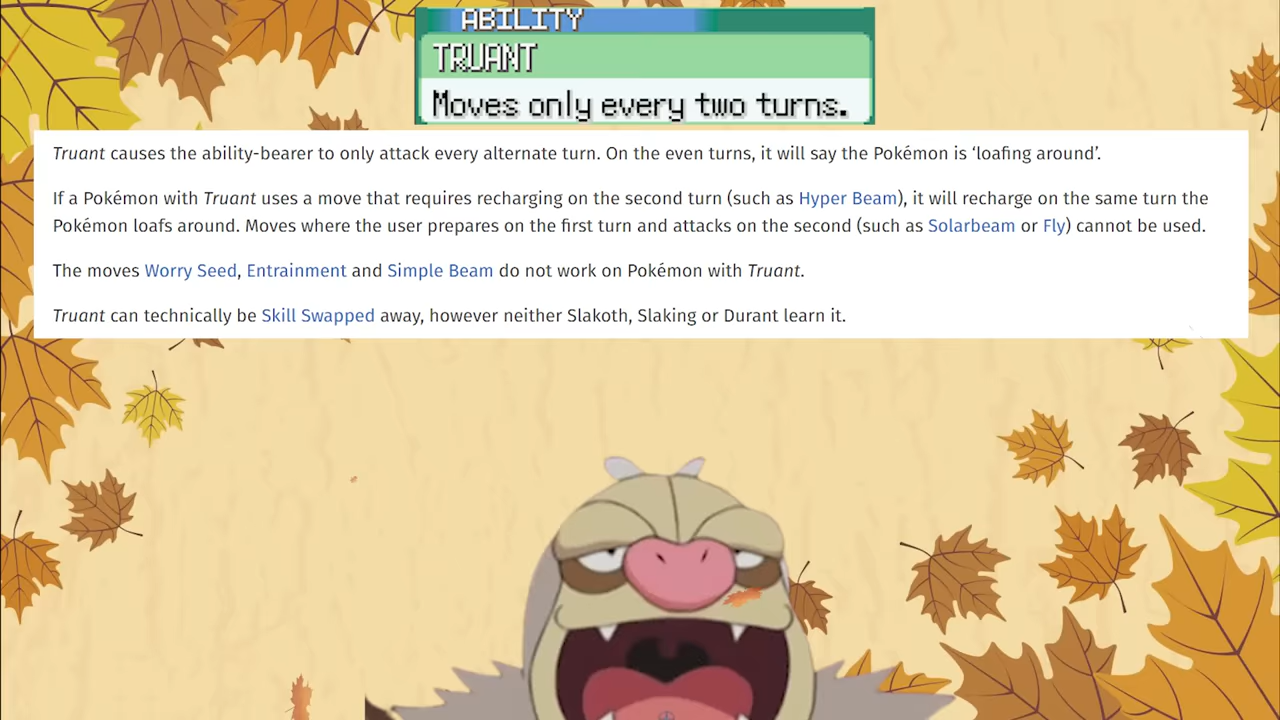 ABILITY
TRUANT
Moves only every two turns.
Truant causes the ability-bearer to only attack every alternate turn. On the even turns, it will say the Pokémon is ‘loafing around’.
If a Pokémon with Truant uses a move that requires recharging on the second turn (such as Hyper Beam), it will recharge on the same turn the
Pokémon loafs around. Moves where the user prepares on the first turn and attacks on the second (such as Solarbeam or Fly) cannot be used.
The moves Worry Seed, Entrainment and Simple Beam do not work on Pokémon with Truant.
Truant can technically be Skill Swapped away, however neither Slakoth, Slaking or Durant learn it.